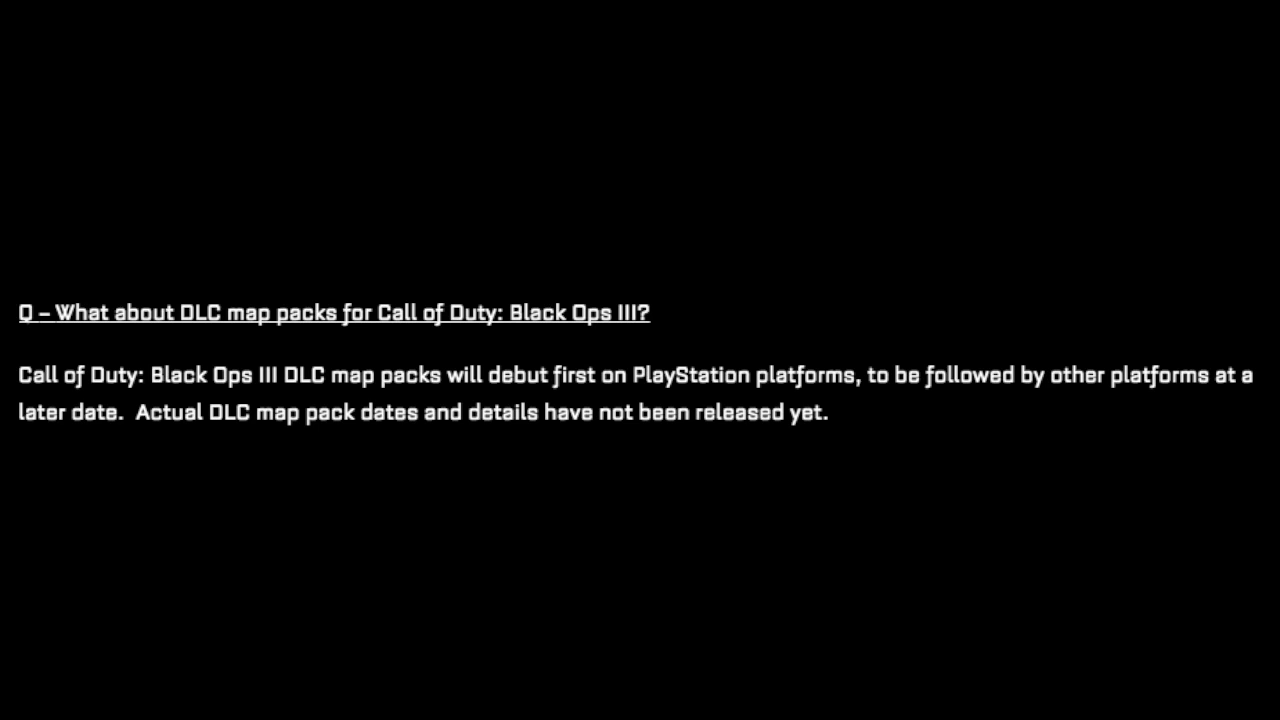 Q – What about DLC map packs for Call of Duty: Black Ops III?
Call of Duty: Black Ops III DLC map packs will debut first on PlayStation platforms, to be followed by other platforms at a
later date.  Actual DLC map pack dates and details have not been released yet.